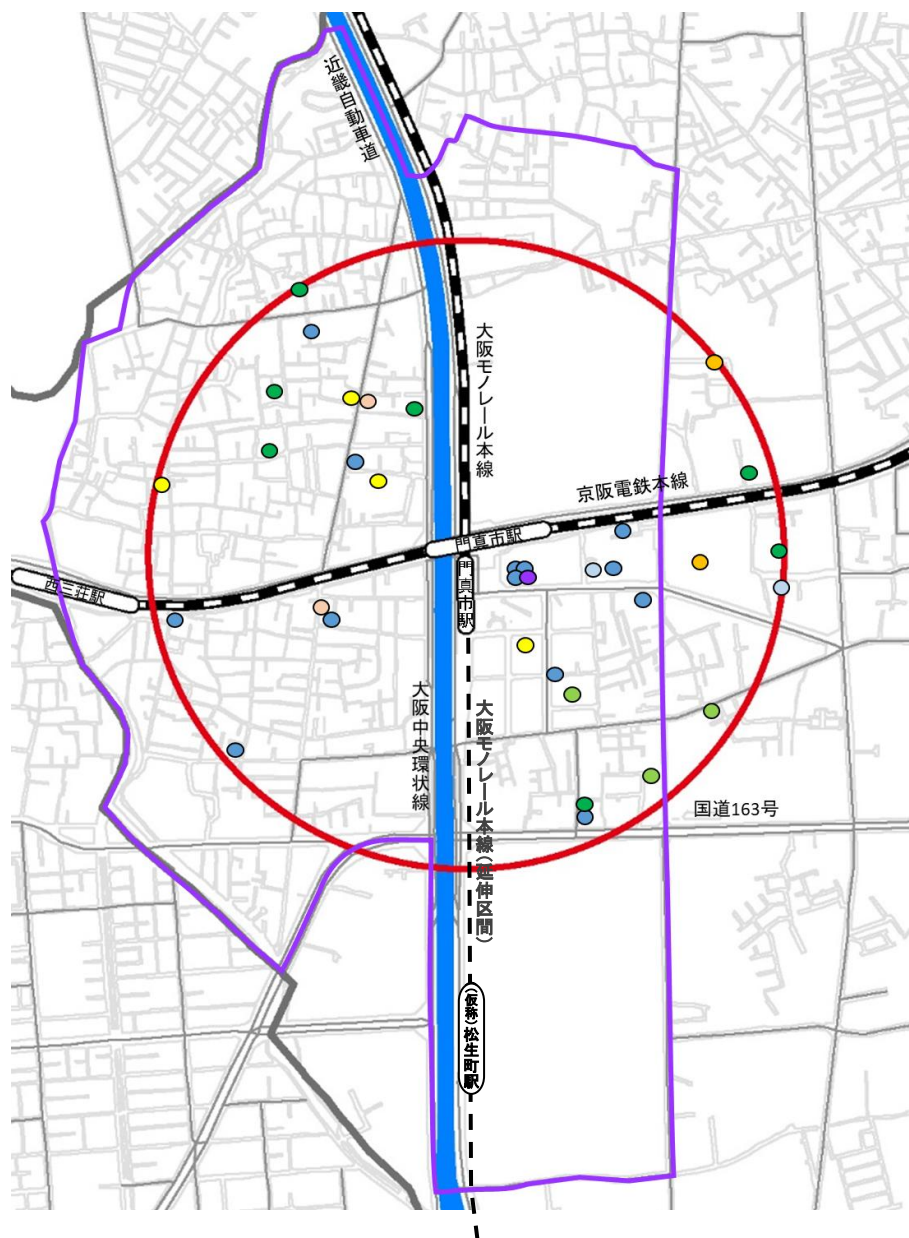 近畿自動車道
大阪モノレール本線
京阪電鉄本線
門真市駅
門真市駅
西三荘駅
大阪中央環状線
大阪モノレール本線(延伸区間)
国道163号
(仮称)松生町駅